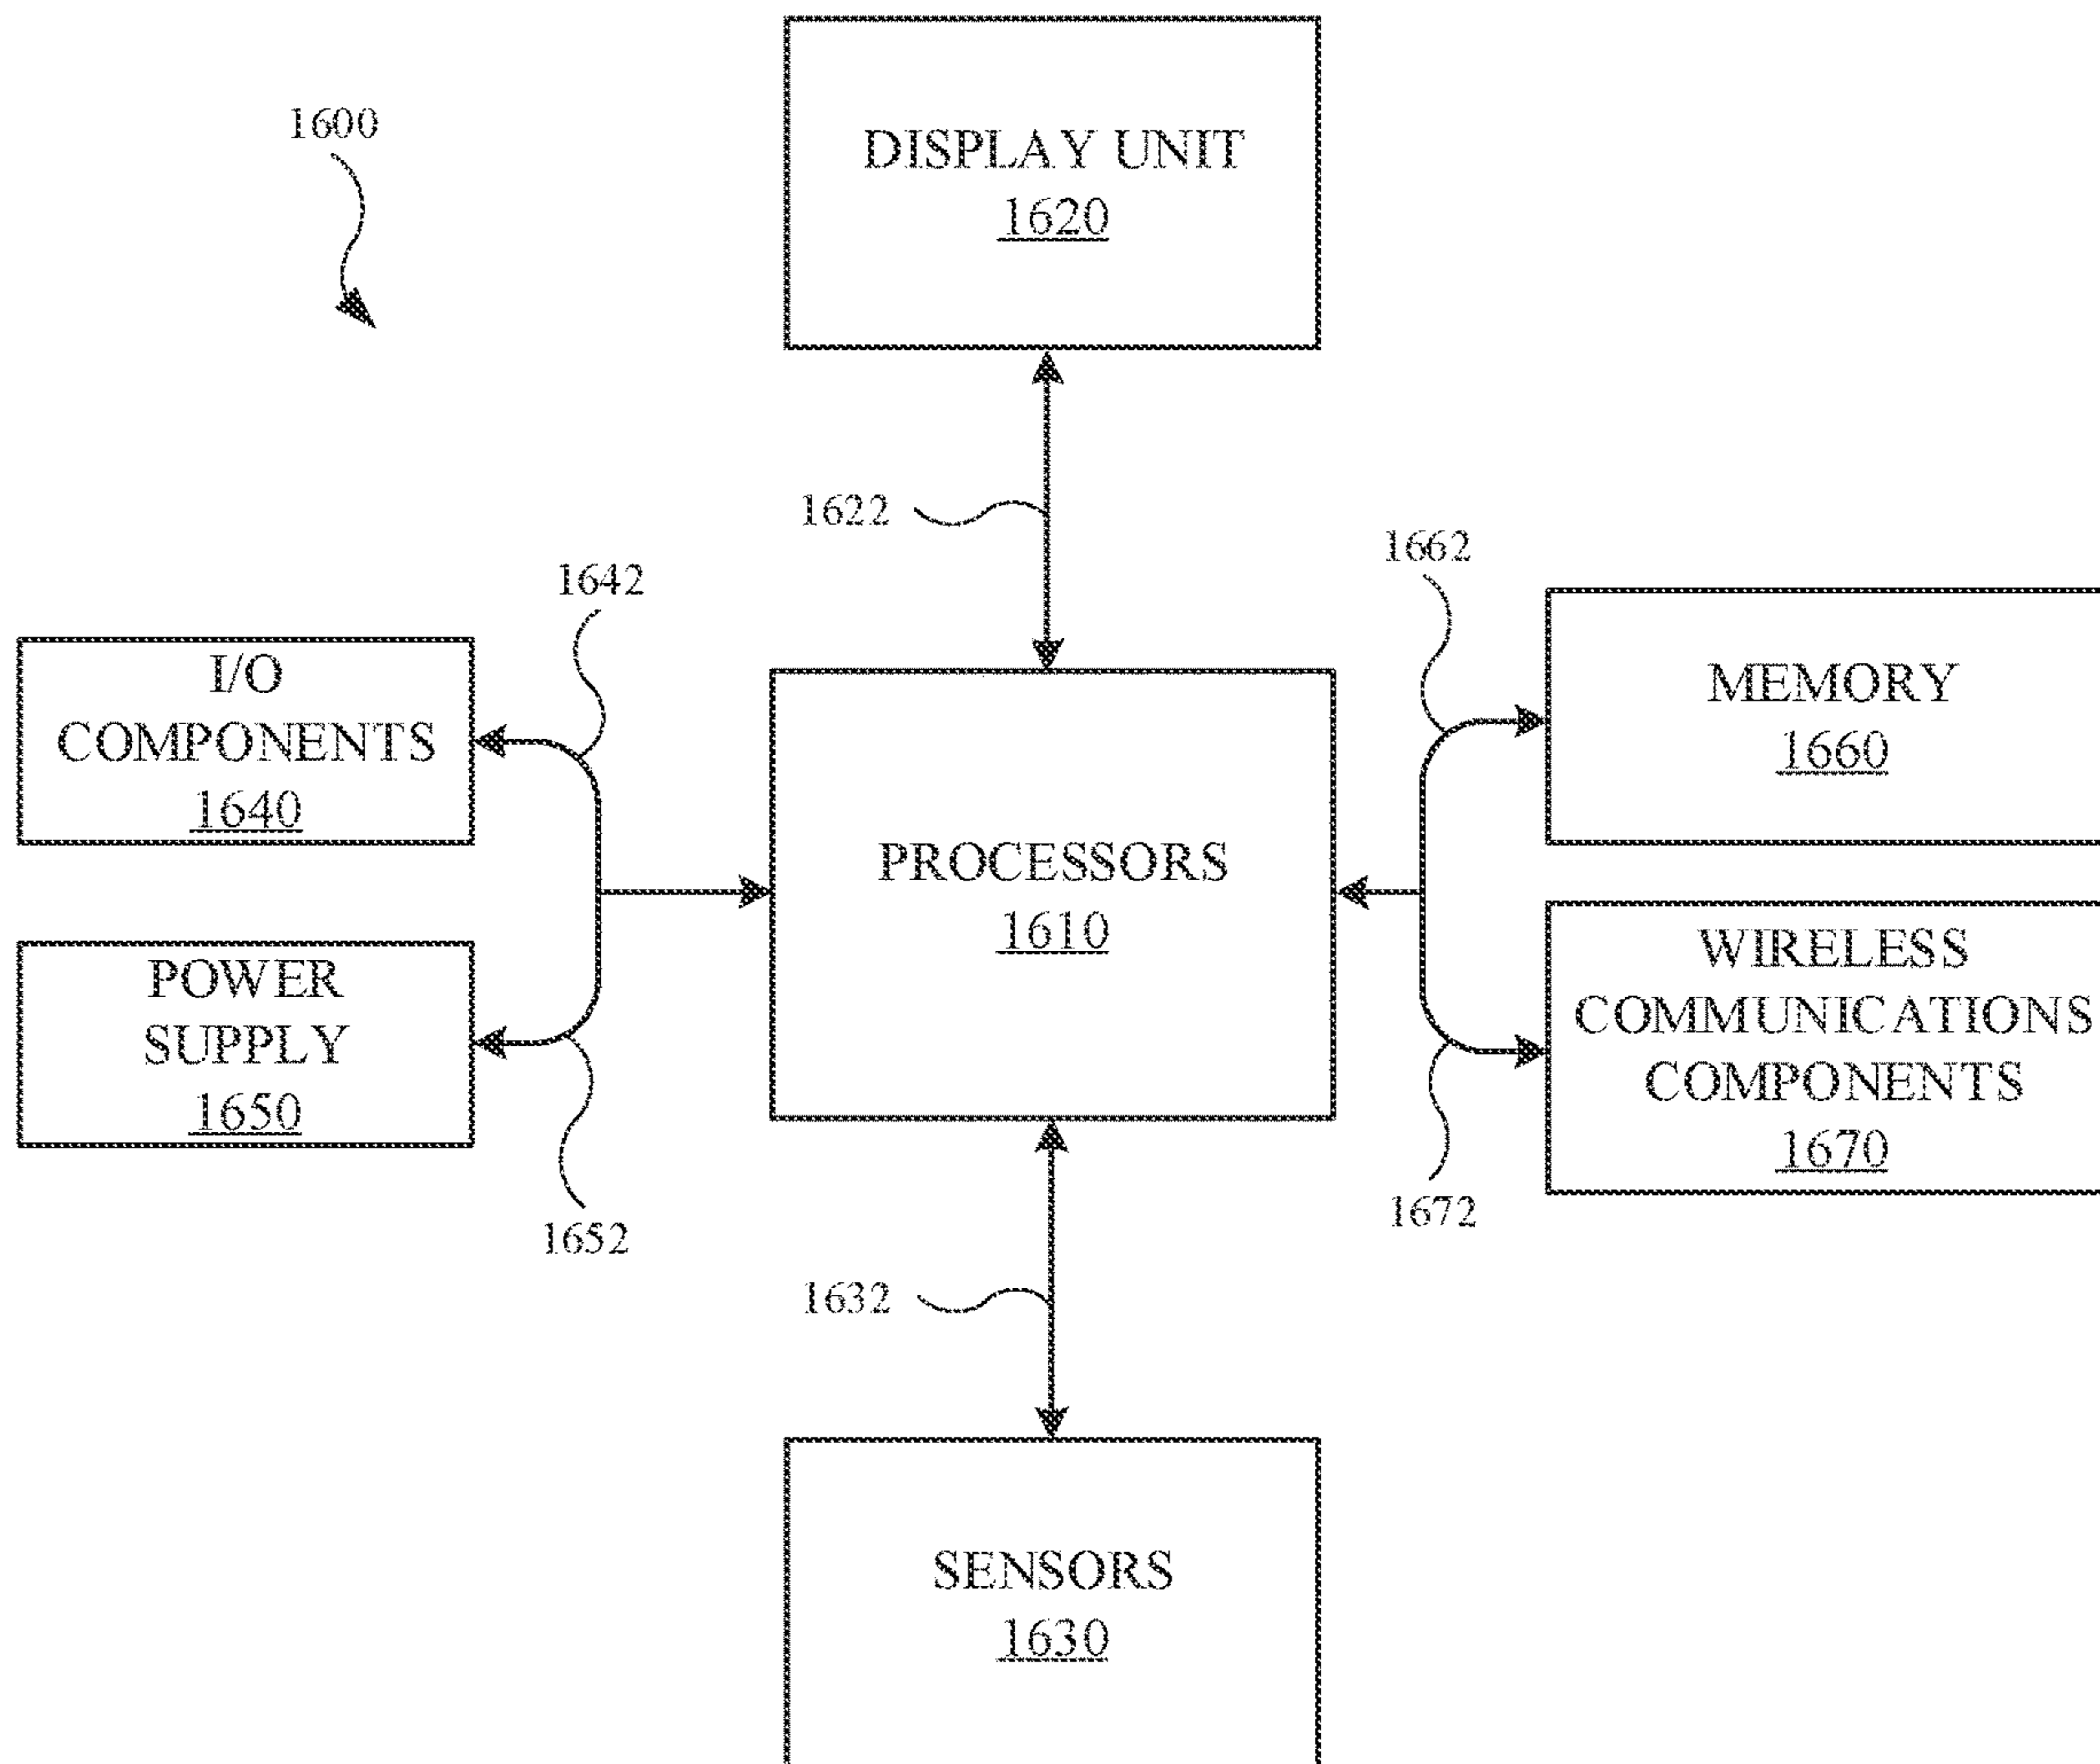 1600
DISPLAY UNIT
1620
1622
1642
1662
I/O
COMPONENTS
1640
MEMORY
1660
PROCESSORS
1610
POWER
SUPPLY
1650
WIRELESS
COMMUNICATIONS
COMPONENTS
1670
1652
1672
1632
SENSORS
1630